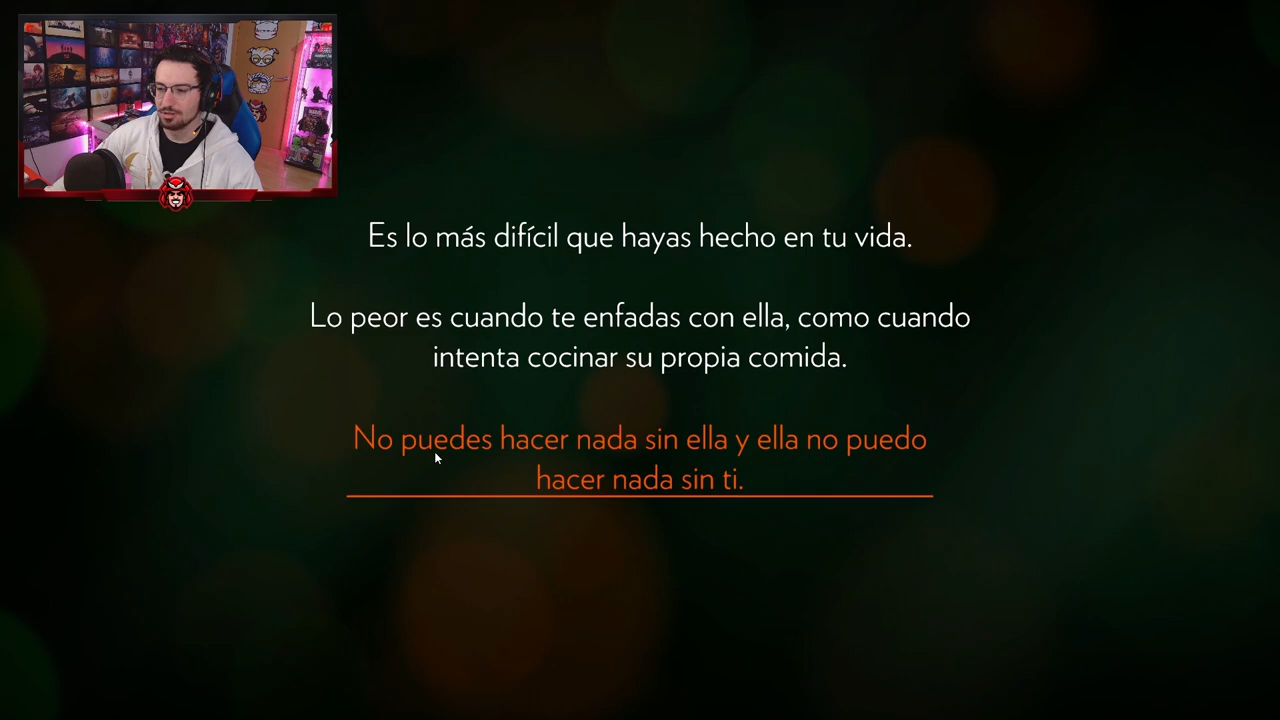 Es lo más difícil que hayas hecho en tu vida.
Lo peor es cuando te enfadas con ella, como cuando
intenta cocinar su propia comida.
No puedes hacer nada sin ella y ella no puedo
hacer nada sin ti.